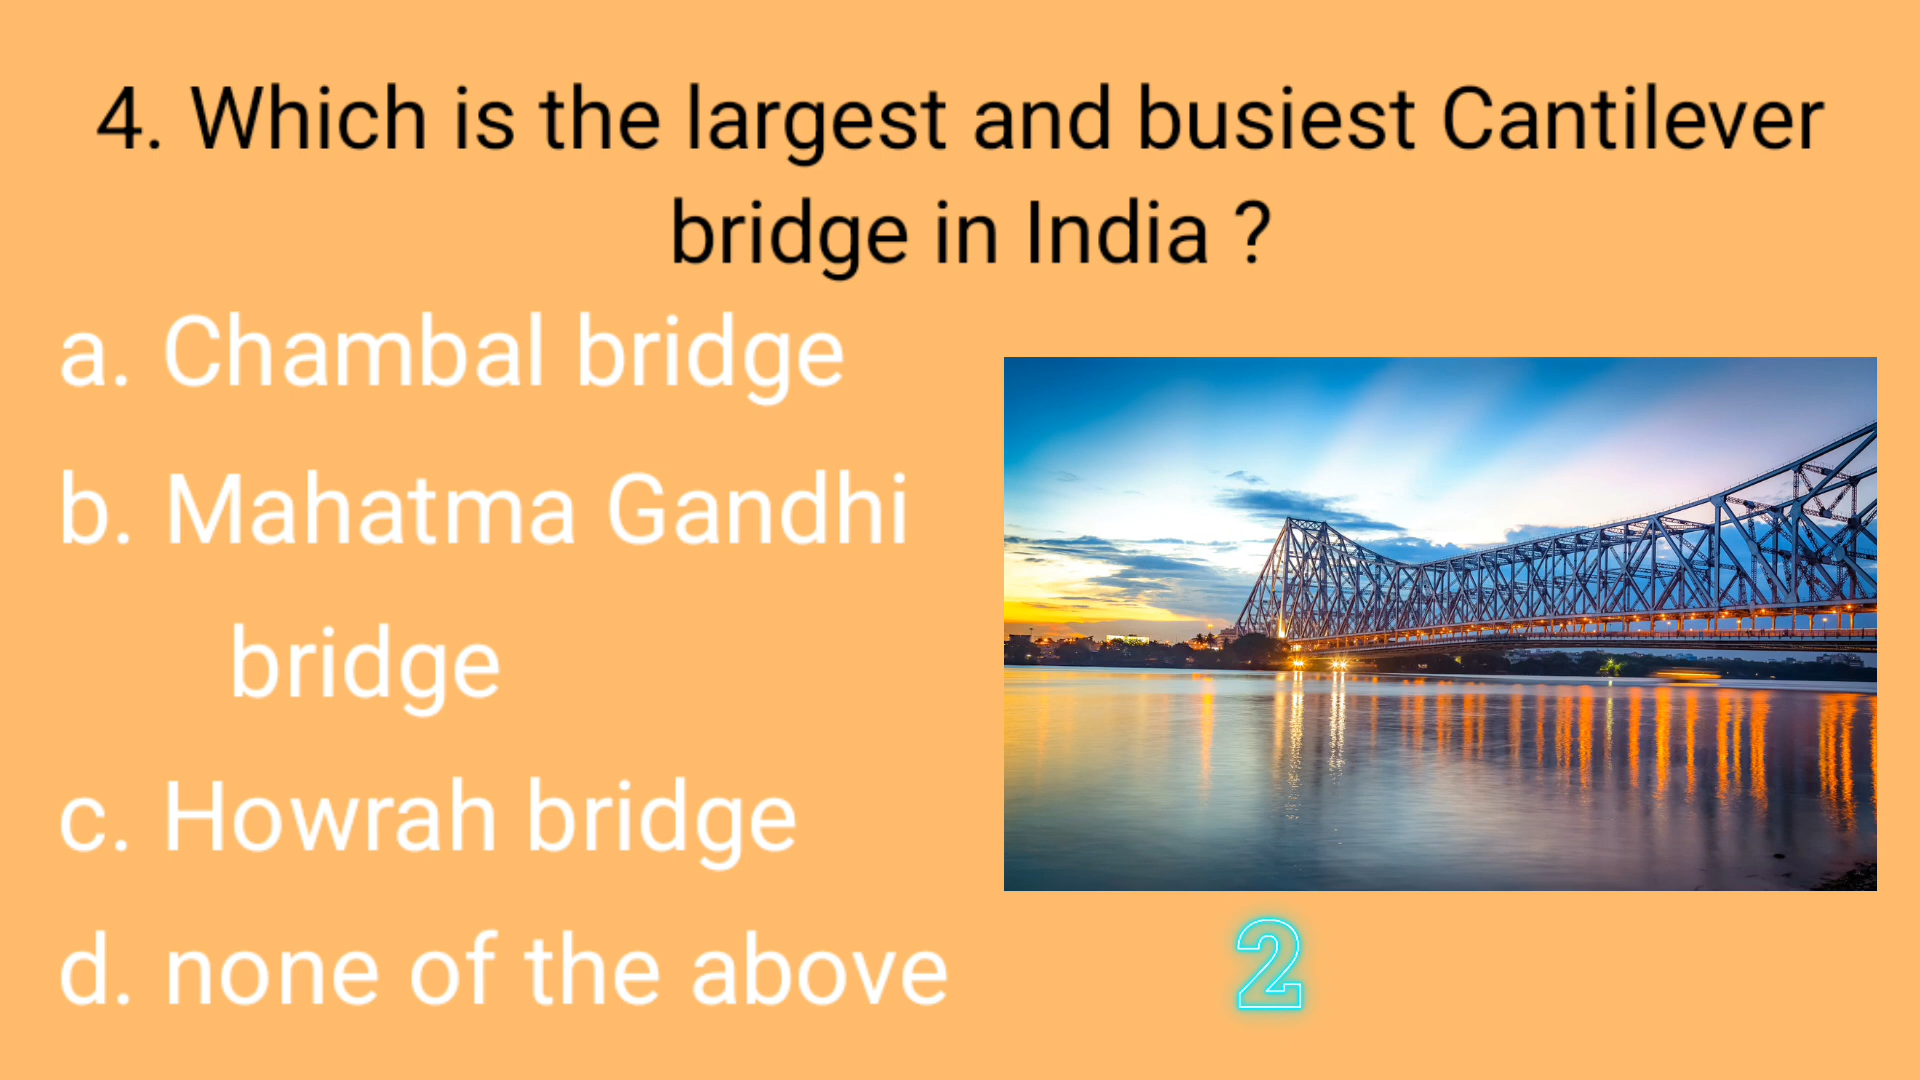 4. Which is the largest and busiest Cantilever
bridge in India ?
a. Chambal bridge
b. Mahatma Gandhi
bridge
c. Howrah bridge
d. none of the above
2